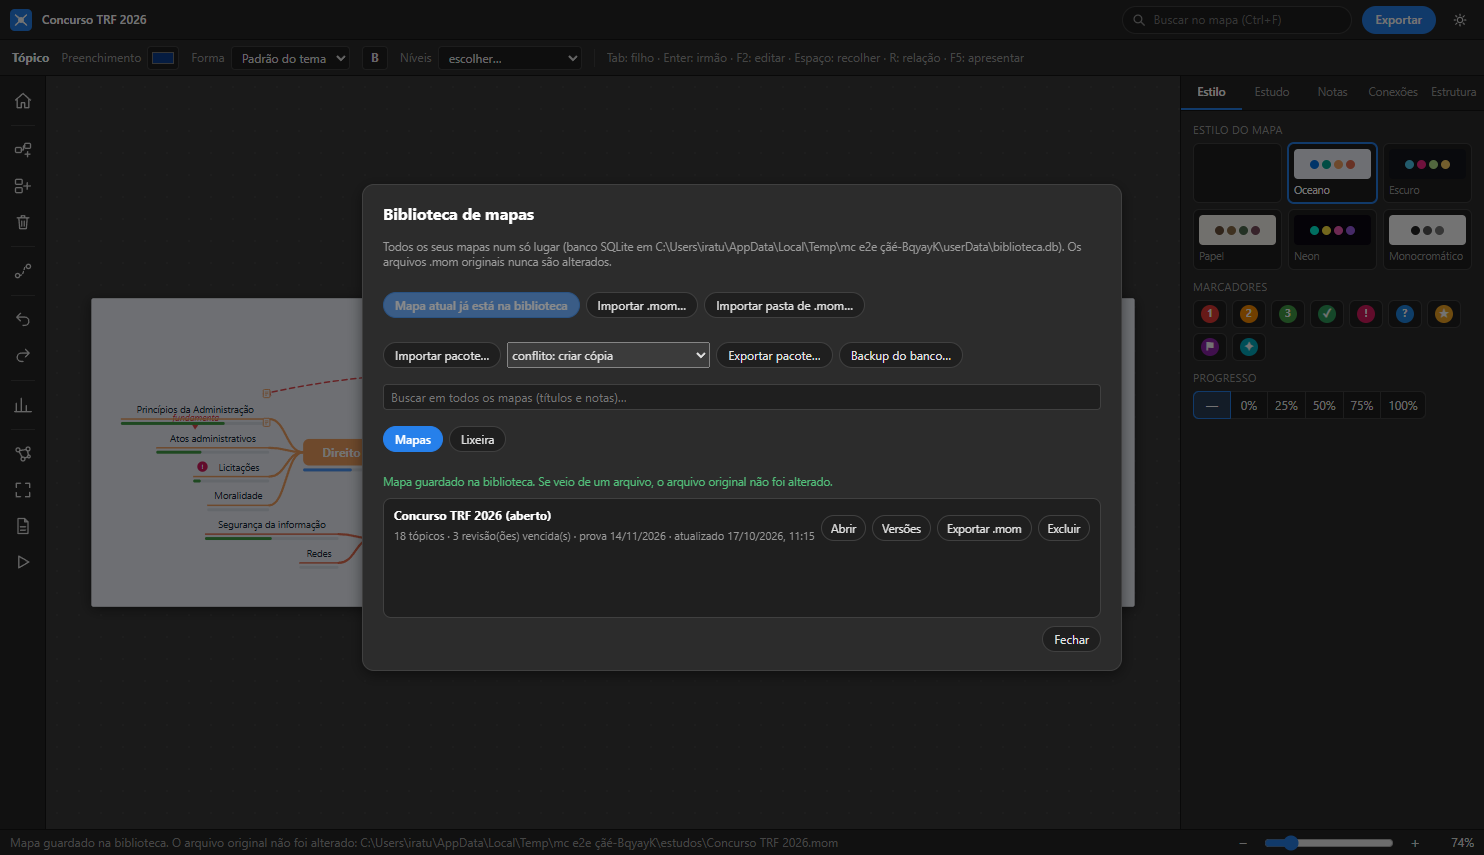 Concurso TRF 2026
Buscar no mapa (Ctrl+F)
Exportar
Tópico
Preenchimento
Forma
Padrão do tema
B
Níveis
escolher...
Tab: filho · Enter: irmão · F2: editar · Espaço: recolher · R: relação · F5: apresentar
Estilo
Estudo
Notas
Conexões
Estrutura
ESTILO DO MAPA
Oceano
Escuro
Papel
Neon
Monocromático
MARCADORES
1
2
3
✓
!
?
★
PROGRESSO
—
0%
25%
50%
75%
100%
Biblioteca de mapas
Todos os seus mapas num só lugar (banco SQLite em C:\Users\iratu\AppData\Local\Temp\mc e2e çãé-BqyayK\userData\biblioteca.db). Os
arquivos .mom originais nunca são alterados.
Mapa atual já está na biblioteca
Importar .mom...
Importar pasta de .mom...
Importar pacote...
conflito: criar cópia
Exportar pacote...
Backup do banco...
Buscar em todos os mapas (títulos e notas)...
Mapas
Lixeira
Mapa guardado na biblioteca. Se veio de um arquivo, o arquivo original não foi alterado.
Concurso TRF 2026 (aberto)
18 tópicos · 3 revisão(ões) vencida(s) · prova 14/11/2026 · atualizado 17/10/2026, 11:15
Abrir
Versões
Exportar .mom
Excluir
Fechar
Princípios da Administração
fundamenta
Atos administrativos
Licitações
Moralidade
Direito
Segurança da informação
Redes
Mapa guardado na biblioteca. O arquivo original não foi alterado: C:\Users\iratu\AppData\Local\Temp\mc e2e çãé-BqyayK\estudos\Concurso TRF 2026.mom
−
+
74%